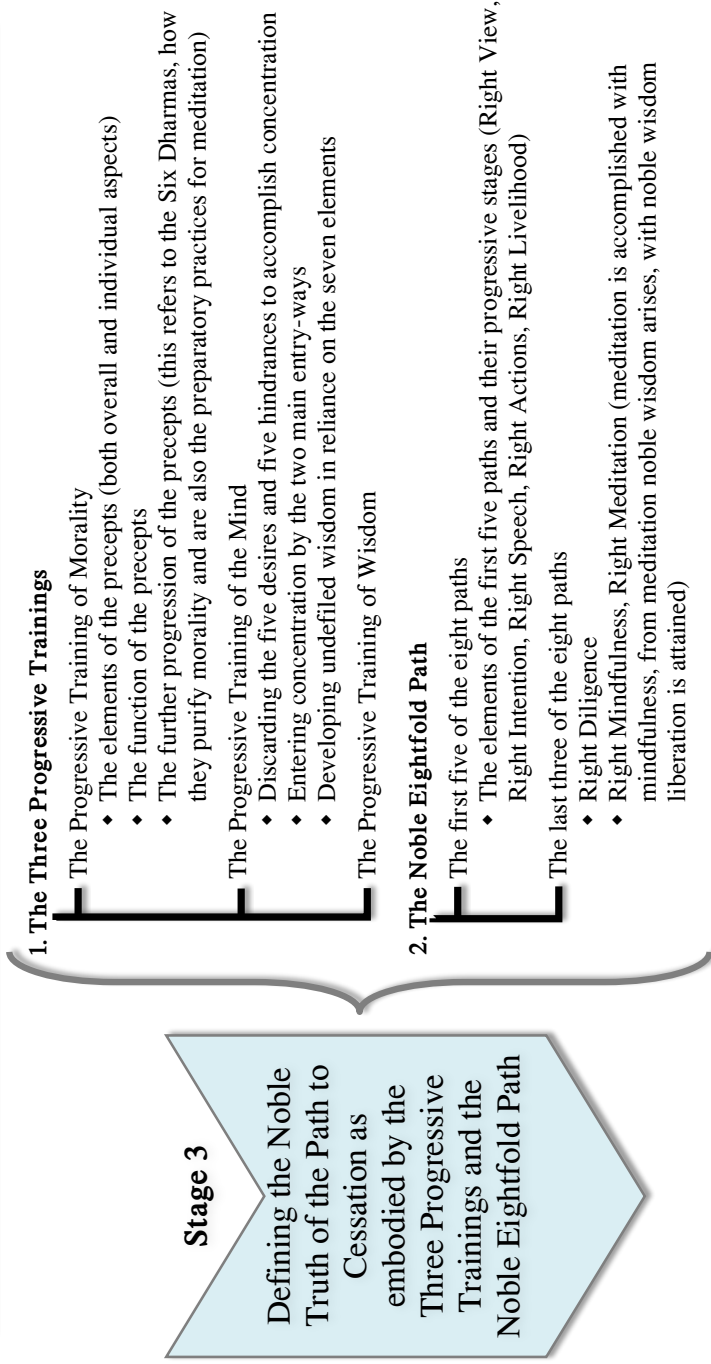 Stage 3
Defining the Noble
Truth of the Path to
Cessation as
embodied by the
Three Progressive
Trainings and the
Noble Eightfold Path
1. The Three Progressive Trainings
The Progressive Training of Morality
◆ The elements of the precepts (both overall and individual aspects)
◆ The function of the precepts
◆ The further progression of the precepts (this refers to the Six Dharmas, how
they purify morality and are also the preparatory practices for meditation)
The Progressive Training of the Mind
◆ Discarding the five desires and five hindrances to accomplish concentration
◆ Entering concentration by the two main entry-ways
◆ Developing undefiled wisdom in reliance on the seven elements
The Progressive Training of Wisdom
2. The Noble Eightfold Path
The first five of the eight paths
◆ The elements of the first five paths and their progressive stages (Right View,
Right Intention, Right Speech, Right Actions, Right Livelihood)
The last three of the eight paths
◆ Right Diligence
◆ Right Mindfulness, Right Meditation (meditation is accomplished with
mindfulness, from meditation noble wisdom arises, with noble wisdom
liberation is attained)